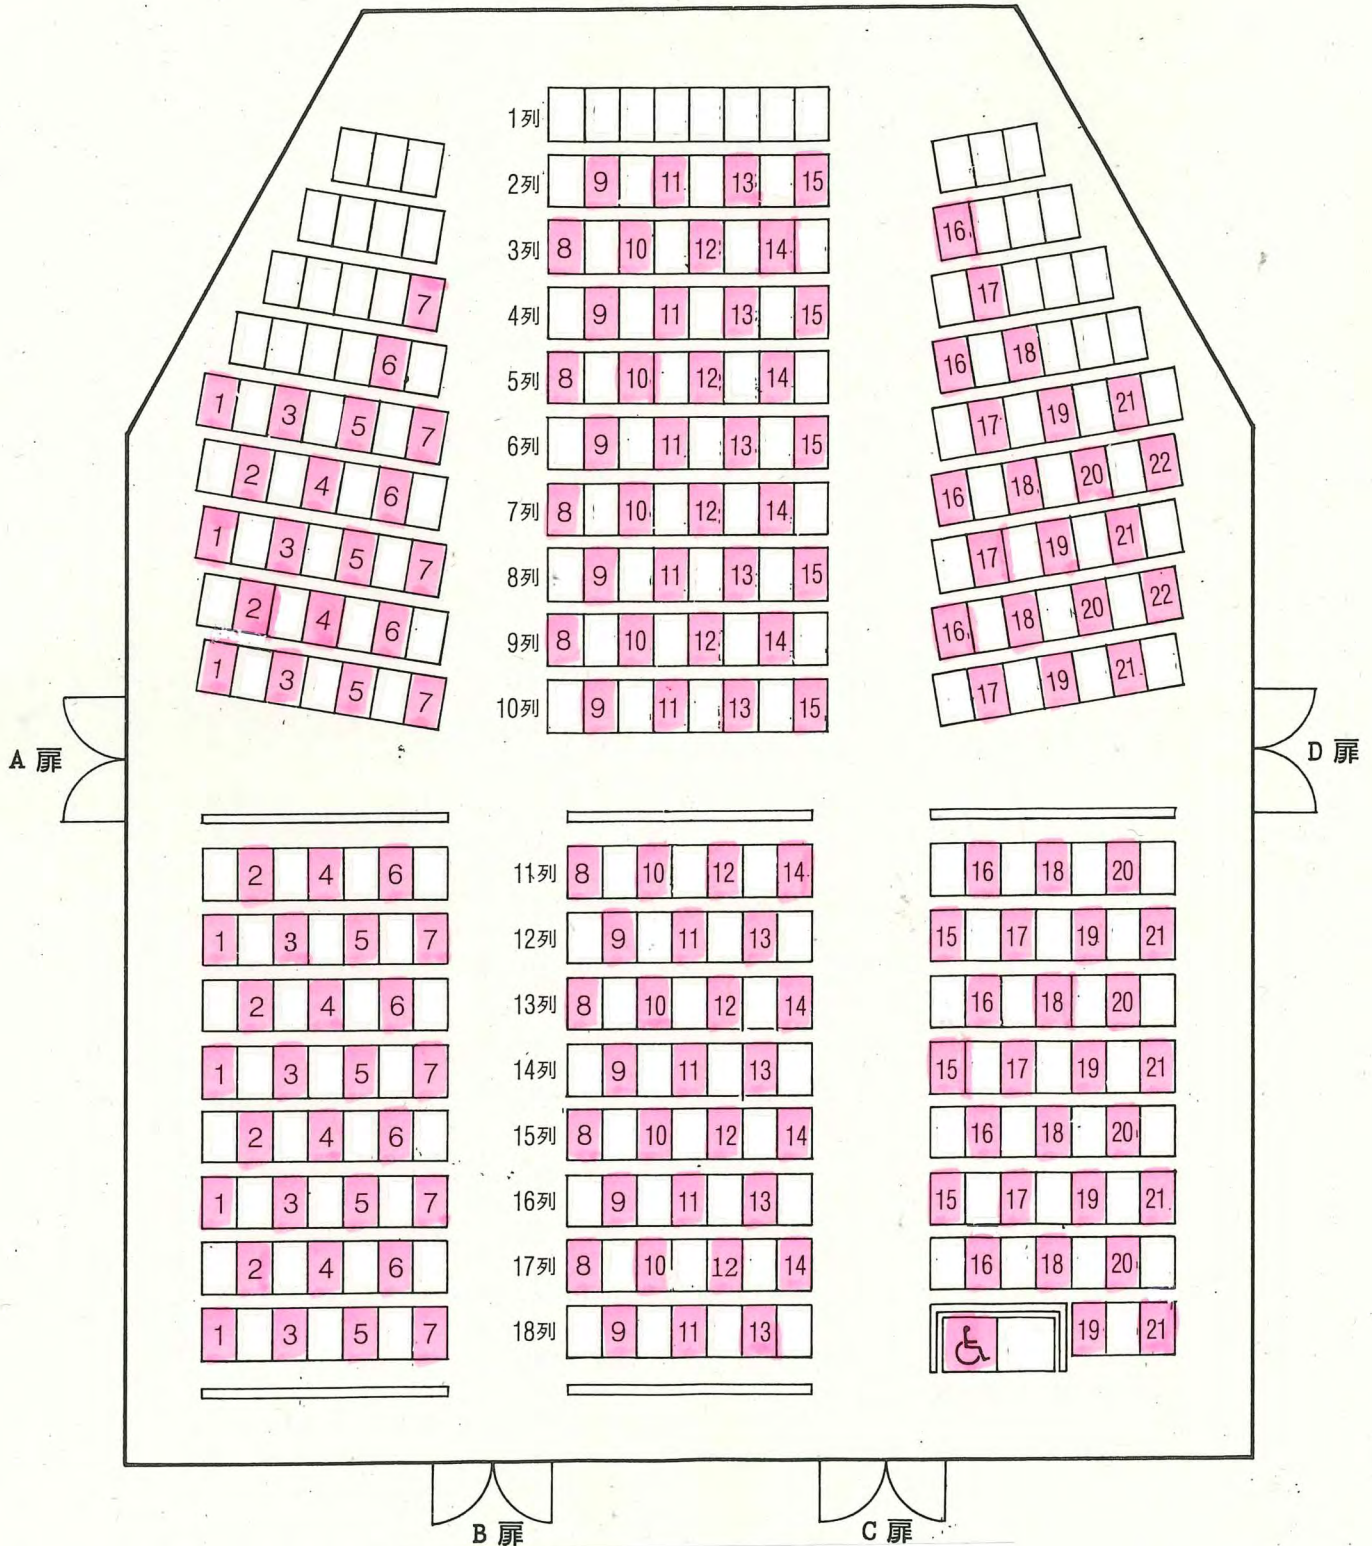 1列
2列 9 11 13 15
3列 8 10 12 14 16
7 4列 9 11 13 15 17
6 5列 8 10 12 14 16 18
1 3 5 7 6列 9 11 13 15 17 19 21
2 4 6 7列 8 10 12 14 16 18 20 22
1 3 5 7 8列 9 11 13 15 17 19 21
2 4 6 9列 8 10 12 14 16 18 20 22
1 3 5 7 10列 9 11 13 15 17 19 21
A 扉 D 扉
2 4 6 11列 8 10 12 14 16 18 20
1 3 5 7 12列 9 11 13 15 17 19 21
2 4 6 13列 8 10 12 14 16 18 20
1 3 5 7 14列 9 11 13 15 17 19 21
2 4 6 15列 8 10 12 14 16 18 20
1 3 5 7 16列 9 11 13 15 17 19 21
2 4 6 17列 8 10 12 14 16 18 20
1 3 5 7 18列 9 11 13 19 21
B 扉 C 扉